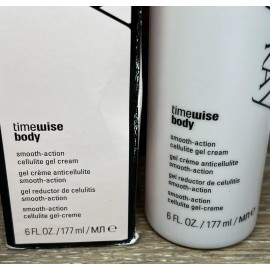 timewise
body
smooth-action
cellulite gel cream
gel crème anticellulite
smooth-action
gel reductor de celulitis
smooth-action
smooth-action
cellulite gel-creme
6 FL. OZ. / 177 ml / МЛ ℮
KAY
timewise
body
smooth-action
cellulite gel cream
gel crème anticellulite
smooth-action
gel reductor de celulitis
smooth-action
smooth-action
cellulite gel-creme
6 FL. OZ. / 177 ml / МЛ ℮